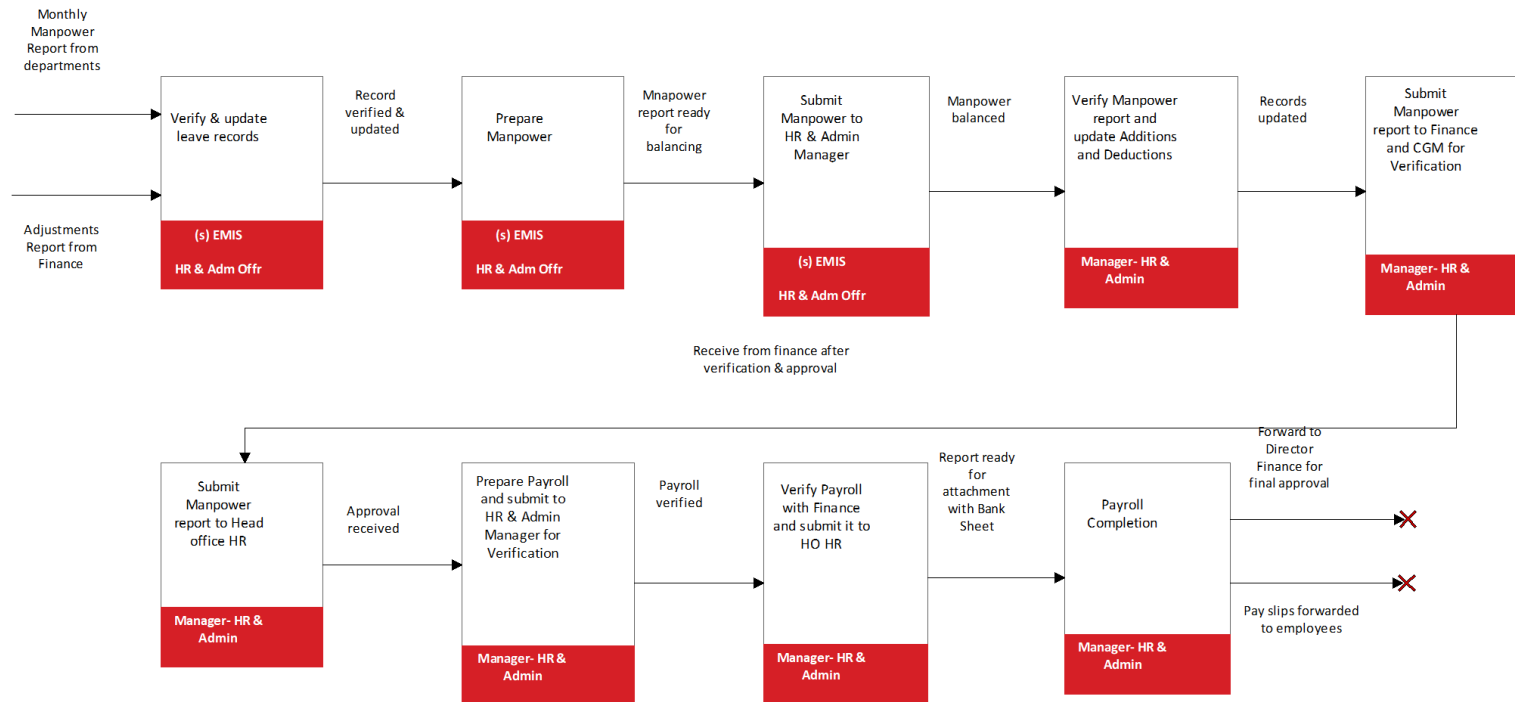 Monthly
Manpower
Report from
departments
Adjustments
Report from
Finance
Verify & update
leave records
(s) EMIS
HR & Adm Offr
Record
verified &
updated
Prepare
Manpower
(s) EMIS
HR & Adm Offr
Mnapower
report ready
for
balancing
Submit
Manpower to
HR & Admin
Manager
(s) EMIS
HR & Adm Offr
Manpower
balanced
Verify Manpower
report and
update Additions
and Deductions
Manager- HR &
Admin
Records
updated
Submit
Manpower
report to Finance
and CGM for
Verification
Manager- HR &
Admin
Receive from finance after
verification & approval
Submit
Manpower
report to Head
office HR
Manager- HR &
Admin
Approval
received
Prepare Payroll
and submit to
HR & Admin
Manager for
Verification
Manager- HR &
Admin
Payroll
verified
Verify Payroll
with Finance
and submit it to
HO HR
Manager- HR &
Admin
Report ready
for
attachment
with Bank
Sheet
Payroll
Completion
Manager- HR &
Admin
Forward to
Director
Finance for
final approval
Pay slips forwarded
to employees